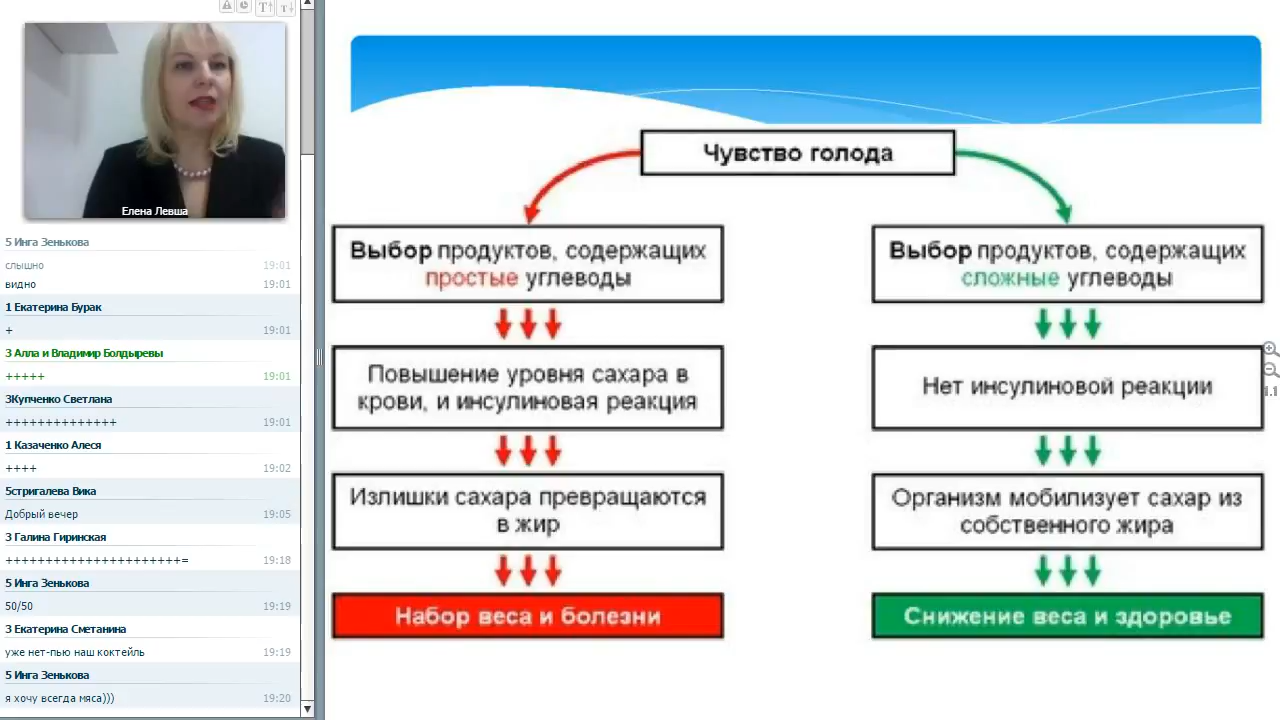 Елена Левша
5 Инга Зенькова
слышно 19:01
видно 19:01
1 Екатерина Бурак
+ 19:01
3 Алла и Владимир Болдыревы
+++++ 19:01
3Купченко Светлана
++++++++++++++ 19:01
1 Казаченко Алеся
++++ 19:02
5стригалева Вика
Добрый вечер 19:05
3 Галина Гиринская
++++++++++++++++++++++= 19:18
5 Инга Зенькова
50/50 19:19
3 Екатерина Сметанина
уже нет-пью наш коктейль 19:19
5 Инга Зенькова
я хочу всегда мяса))) 19:20
Чувство голода
Выбор продуктов, содержащих
простые углеводы
Повышение уровня сахара в
крови, и инсулиновая реакция
Излишки сахара превращаются
в жир
Набор веса и болезни
Выбор продуктов, содержащих
сложные углеводы
Нет инсулиновой реакции
Организм мобилизует сахар из
собственного жира
Снижение веса и здоровье
1.1